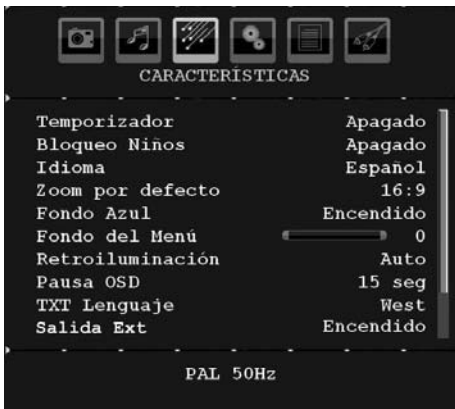 CARACTERÍSTICAS
Temporizador Apagado
Bloqueo Niños Apagado
Idioma Español
Zoom por defecto 16:9
Fondo Azul Encendido
Fondo del Menú 0
Retroiluminación Auto
Pausa OSD 15 seg
TXT Lenguaje West
Salida Ext Encendido
PAL 50Hz